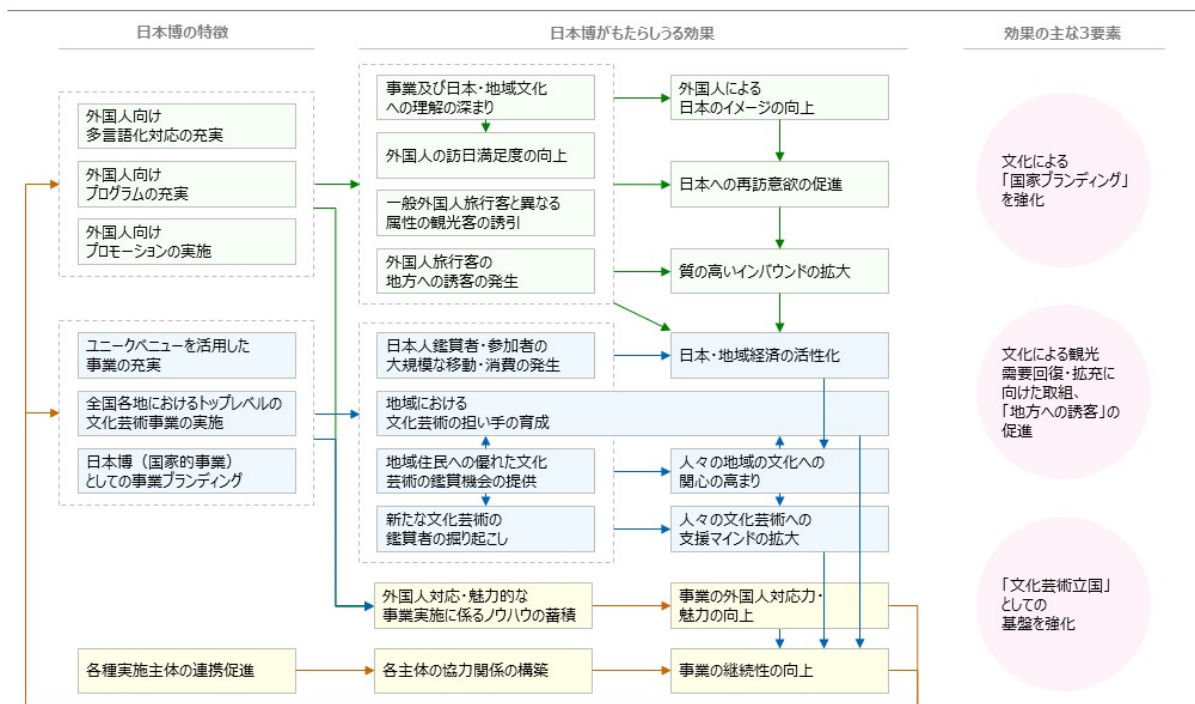 日本博の特徴
日本博がもたらしうる効果
効果の主な3要素
外国人向け
多言語化対応の充実
外国人向け
プログラムの充実
外国人向け
プロモーションの実施
事業及び日本・地域文化
への理解の深まり
外国人の訪日満足度の向上
一般外国人旅行客と異なる
属性の観光客の誘引
外国人旅行客の
地方への誘客の発生
外国人による
日本のイメージの向上
日本への再訪意欲の促進
質の高いインバウンドの拡大
文化による
「国家ブランディング」
を強化
ユニークベニューを活用した
事業の充実
全国各地におけるトップレベルの
文化芸術事業の実施
日本博（国家的事業）
としての事業ブランディング
日本人鑑賞者・参加者の
大規模な移動・消費の発生
日本・地域経済の活性化
地域における
文化芸術の担い手の育成
地域住民への優れた文化
芸術の鑑賞機会の提供
人々の地域の文化への
関心の高まり
新たな文化芸術の
鑑賞者の掘り起こし
人々の文化芸術への
支援マインドの拡大
文化による観光
需要回復・拡充に
向けた取組、
「地方への誘客」の
促進
外国人対応・魅力的な
事業実施に係るノウハウの蓄積
事業の外国人対応力・
魅力の向上
各種実施主体の連携促進
各主体の協力関係の構築
事業の継続性の向上
「文化芸術立国」
としての
基盤を強化